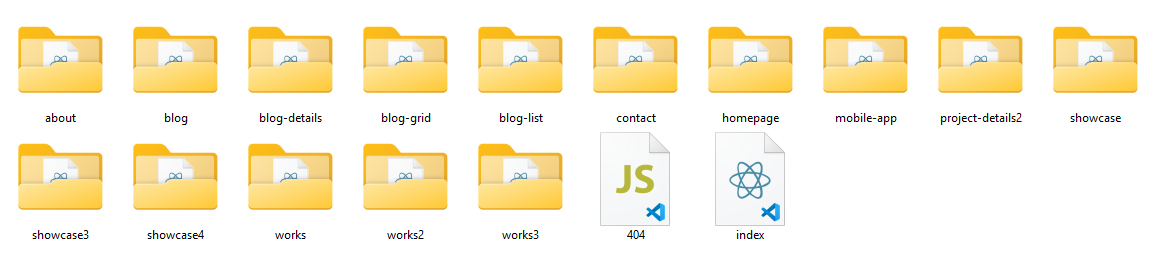 about blog blog-details blog-grid blog-list contact homepage mobile-app project-details2 showcase
JS
showcase3 showcase4 works works2 works3 404 index